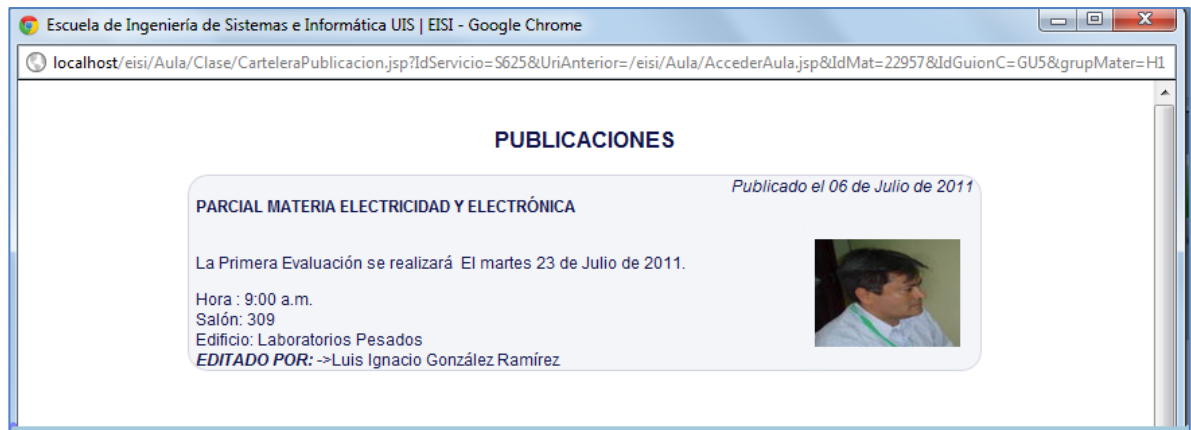 Escuela de Ingeniería de Sistemas e Informática UIS | EISI - Google Chrome
localhost/eisi/Aula/Clase/CarteleraPublicacion.jsp?IdServicio=S625&UriAnterior=/eisi/Aula/AccederAula.jsp&IdMat=22957&IdGuionC=GU5&grupMater=H1
PUBLICACIONES
Publicado el 06 de Julio de 2011
PARCIAL MATERIA ELECTRICIDAD Y ELECTRÓNICA
La Primera Evaluación se realizará El martes 23 de Julio de 2011.
Hora : 9:00 a.m.
Salón: 309
Edificio: Laboratorios Pesados
EDITADO POR: ->Luis Ignacio González Ramírez